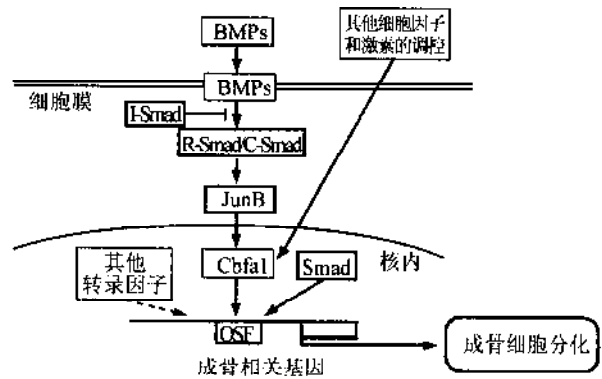 BMPs
其他细胞因子
和激素的调控
BMPs
细胞膜
I-Smad
R-Smad/C-Smad
JunB
核内
其他
转录因子
Cbfal
Smad
OSE
成骨相关基因
成骨细胞分化